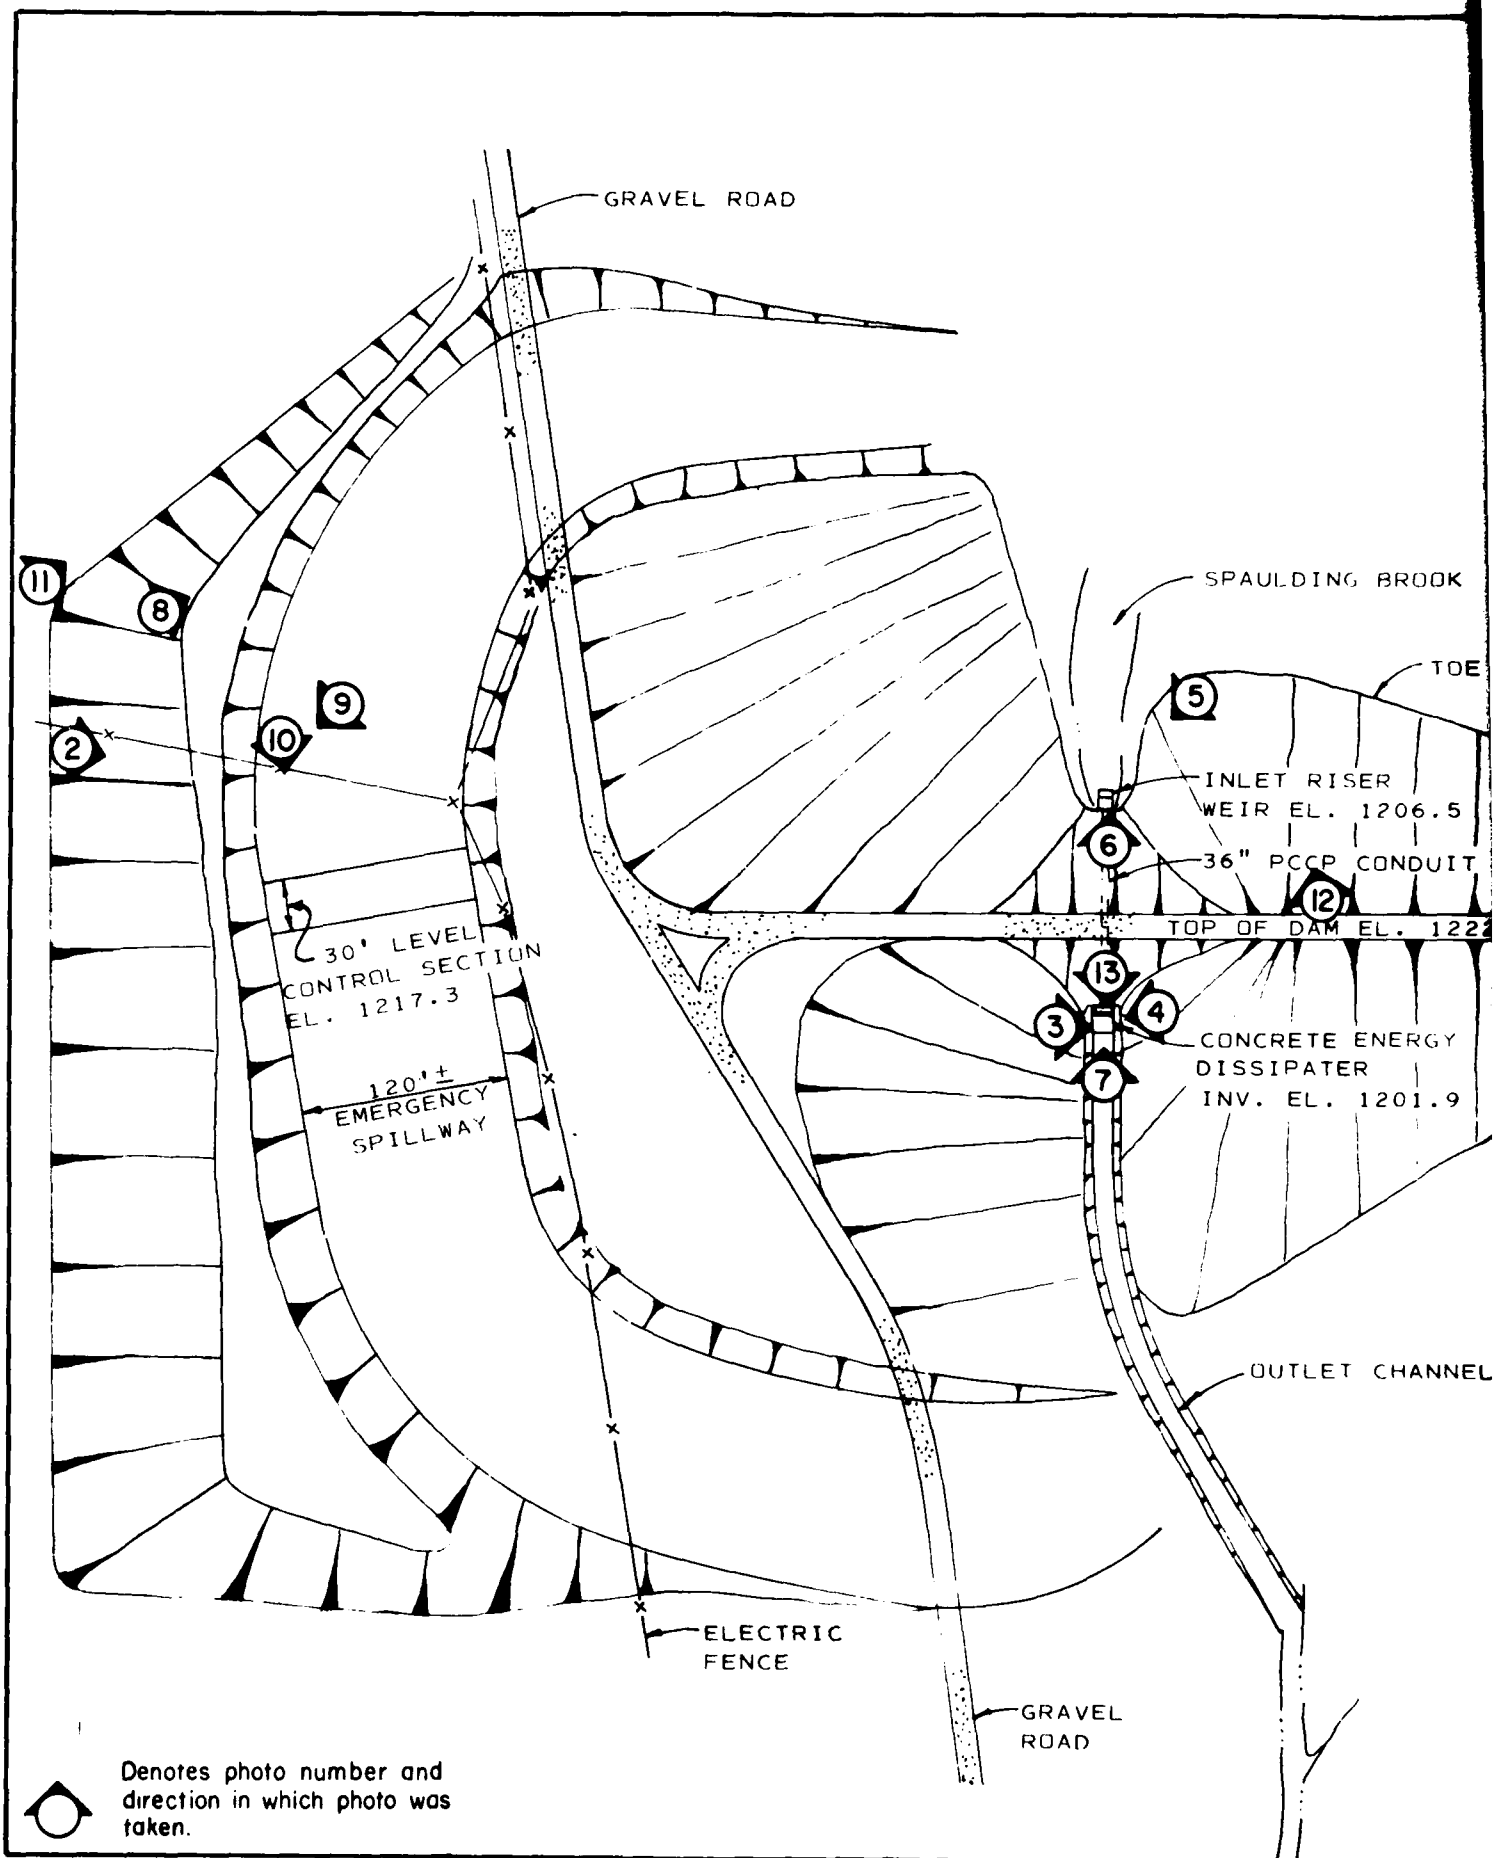 GRAVEL ROAD
SPAULDING BROOK
TOE
11
8
5
9
2
10
INLET RISER
WEIR EL. 1206.5
6
36" PCCP CONDUIT
12
TOP OF DAM EL. 1222
30' LEVEL
CONTROL SECTION
EL. 1217.3
13
3
4
CONCRETE ENERGY
DISSIPATER
INV. EL. 1201.9
7
120'±
EMERGENCY
SPILLWAY
OUTLET CHANNEL
ELECTRIC
FENCE
GRAVEL
ROAD
Denotes photo number and
direction in which photo was
taken.